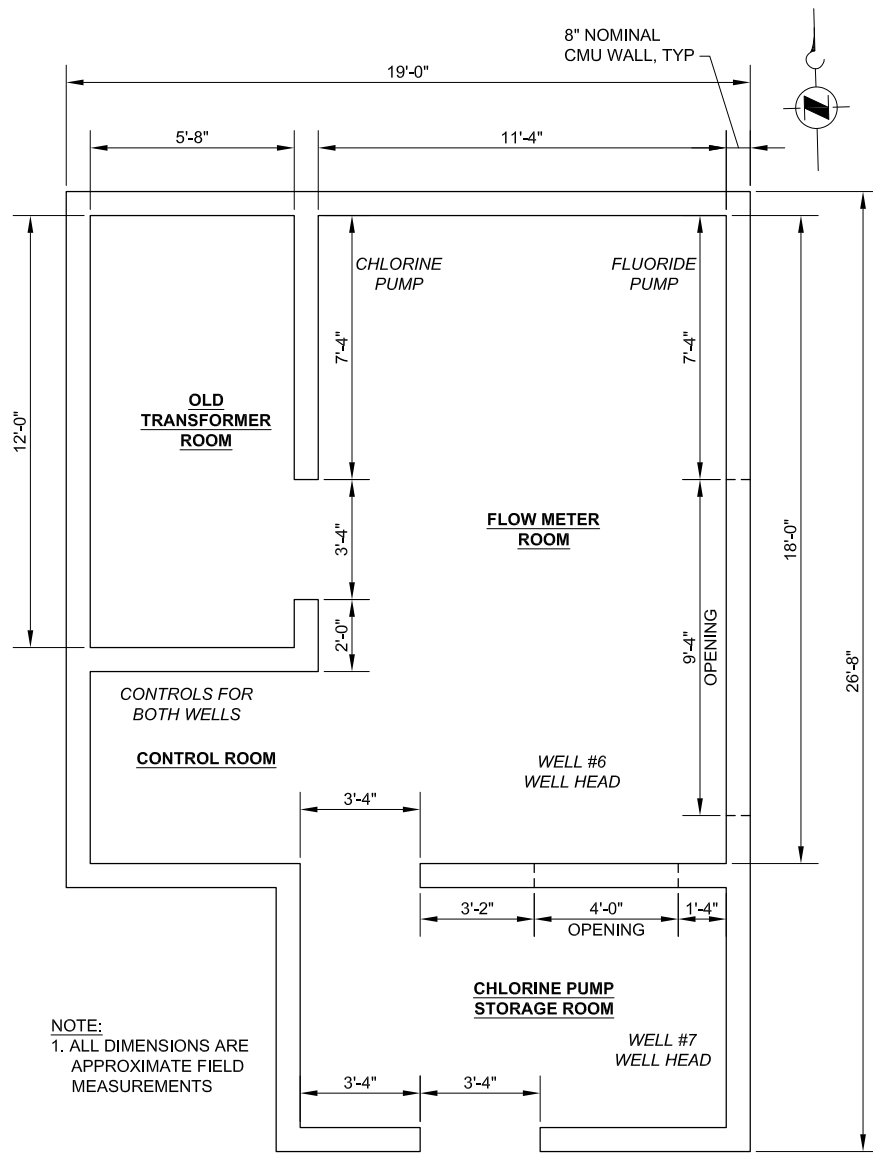 8" NOMINAL
CMU WALL, TYP
19'-0"
5'-8"
11'-4"
CHLORINE
PUMP
FLUORIDE
PUMP
7'-4"
7'-4"
12'-0"
OLD
TRANSFORMER
ROOM
FLOW METER
ROOM
3'-4"
18'-0"
2'-0"
9'-4"
OPENING
26'-8"
CONTROLS FOR
BOTH WELLS
CONTROL ROOM
WELL #6
WELL HEAD
3'-4"
3'-2"
4'-0"
1'-4"
OPENING
CHLORINE PUMP
STORAGE ROOM
WELL #7
WELL HEAD
NOTE:
1. ALL DIMENSIONS ARE
APPROXIMATE FIELD
MEASUREMENTS
3'-4"
3'-4"